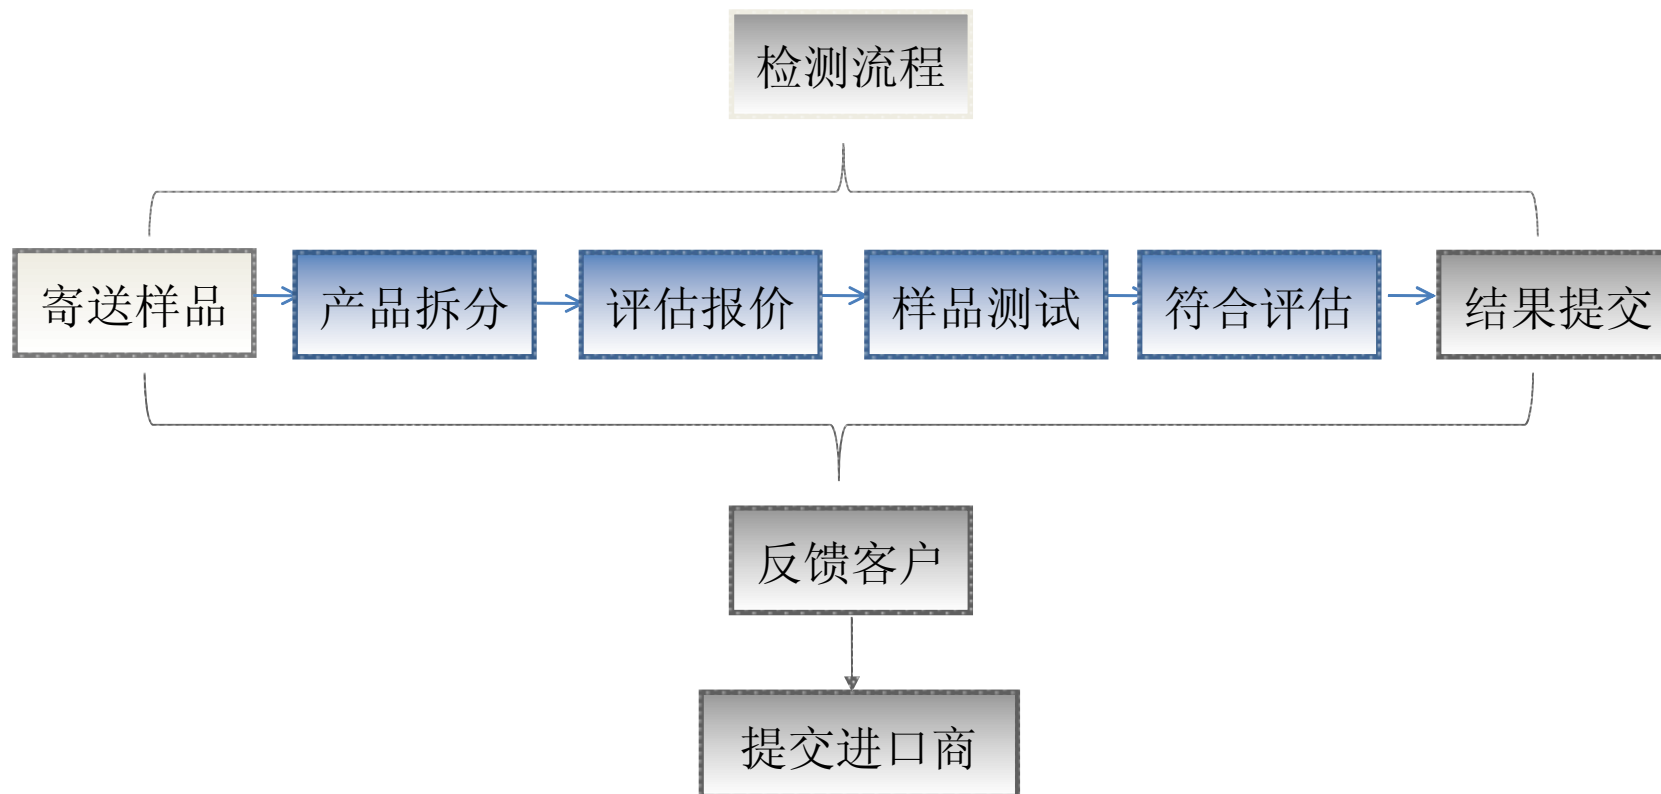 检测流程
寄送样品
产品拆分
评估报价
样品测试
符合评估
结果提交
反馈客户
提交进口商